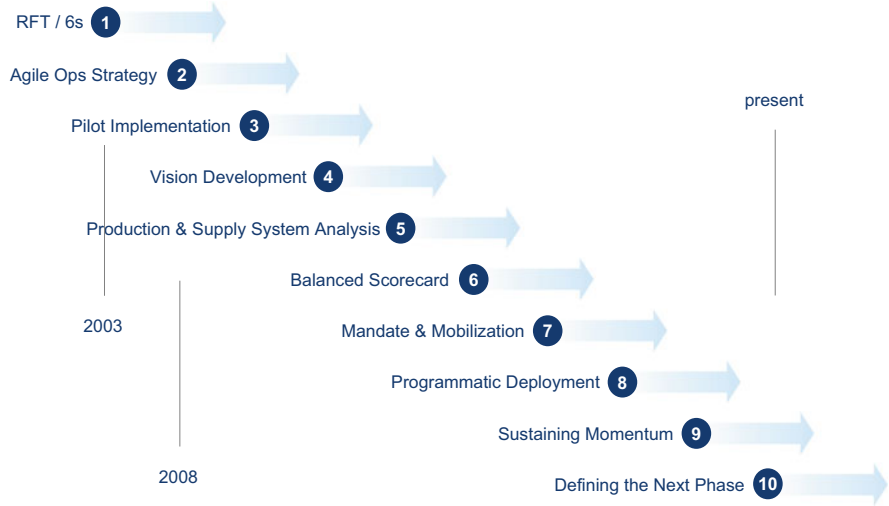 RFT / 6s 1
Agile Ops Strategy 2
present
Pilot Implementation 3
Vision Development 4
Production & Supply System Analysis 5
Balanced Scorecard 6
2003
Mandate & Mobilization 7
Programmatic Deployment 8
Sustaining Momentum 9
2008
Defining the Next Phase 10